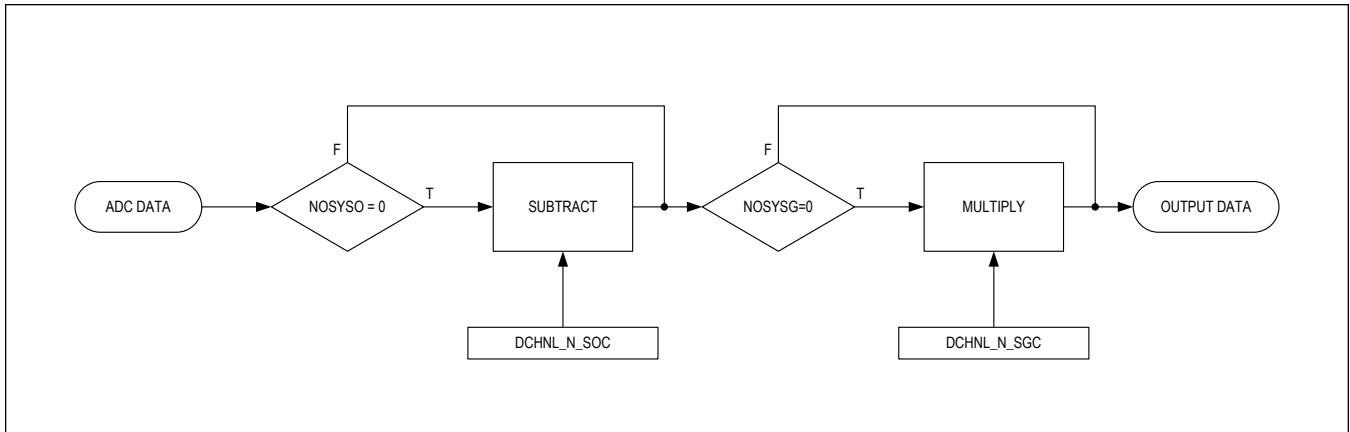 F
F
T
T
ADC DATA
NOSYSO = 0
SUBTRACT
NOSYSG=0
MULTIPLY
OUTPUT DATA
DCHNL_N_SOC
DCHNL_N_SGC